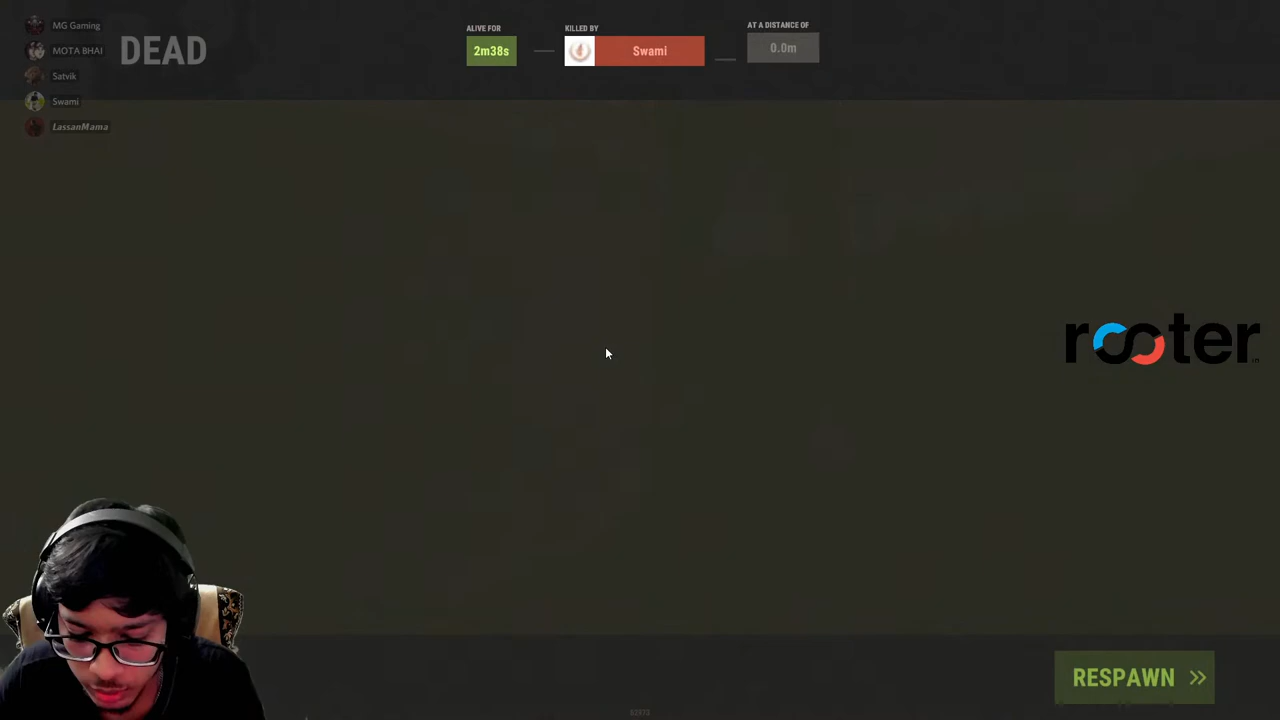 MG Gaming
MOTA BHAI
Satvik
Swami
LassanMama
DEAD
ALIVE FOR
2m38s
KILLED BY
Swami
AT A DISTANCE OF
0.0m
rooter
RESPAWN >>